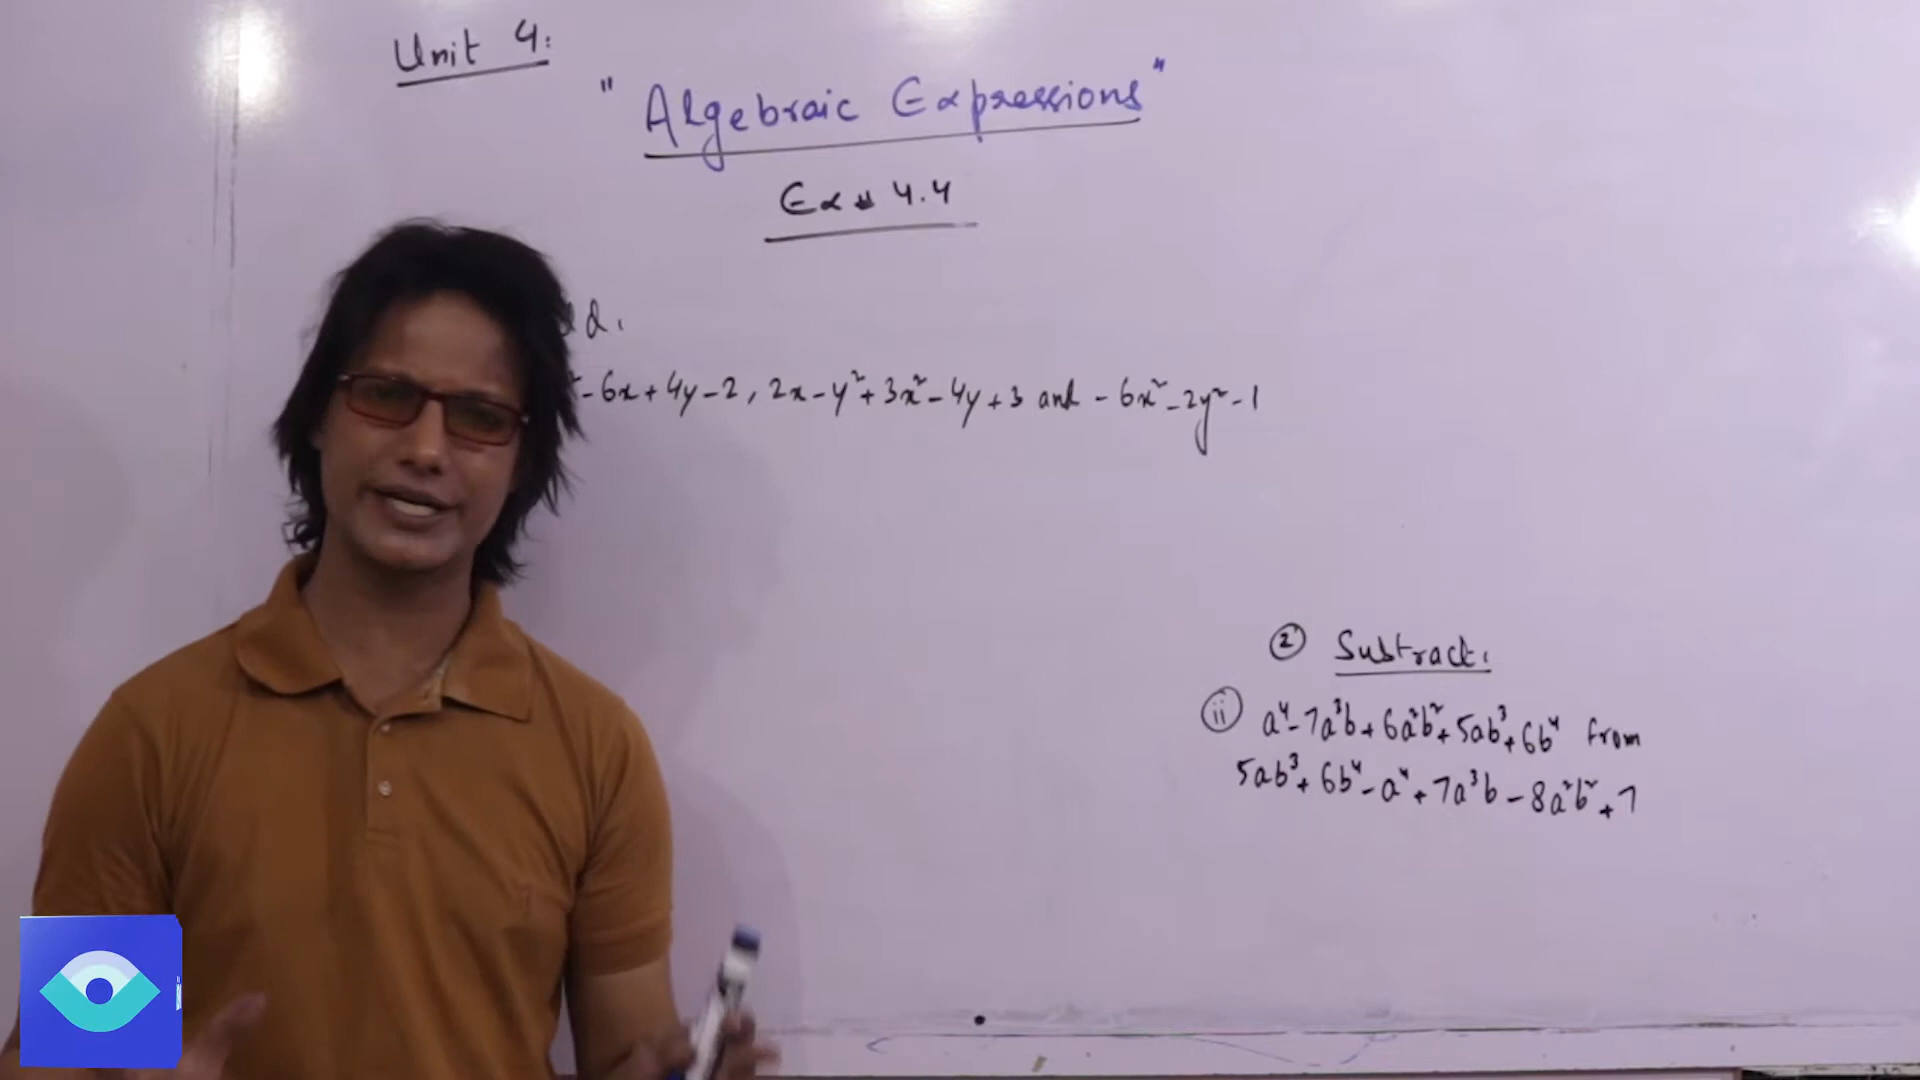 Unit 4:
"Algebraic Expressions"
Ex # 4.4
d.
- 6x + 4y - 2, 2x - y² + 3x² - 4y + 3 and - 6x² - 2y² - 1
② Subtract.
ⓘⓘ a⁴ - 7a³b + 6a²b² + 5ab³ + 6b⁴ from
5ab³ + 6b⁴ - a⁴ + 7a³b - 8a²b² + 7